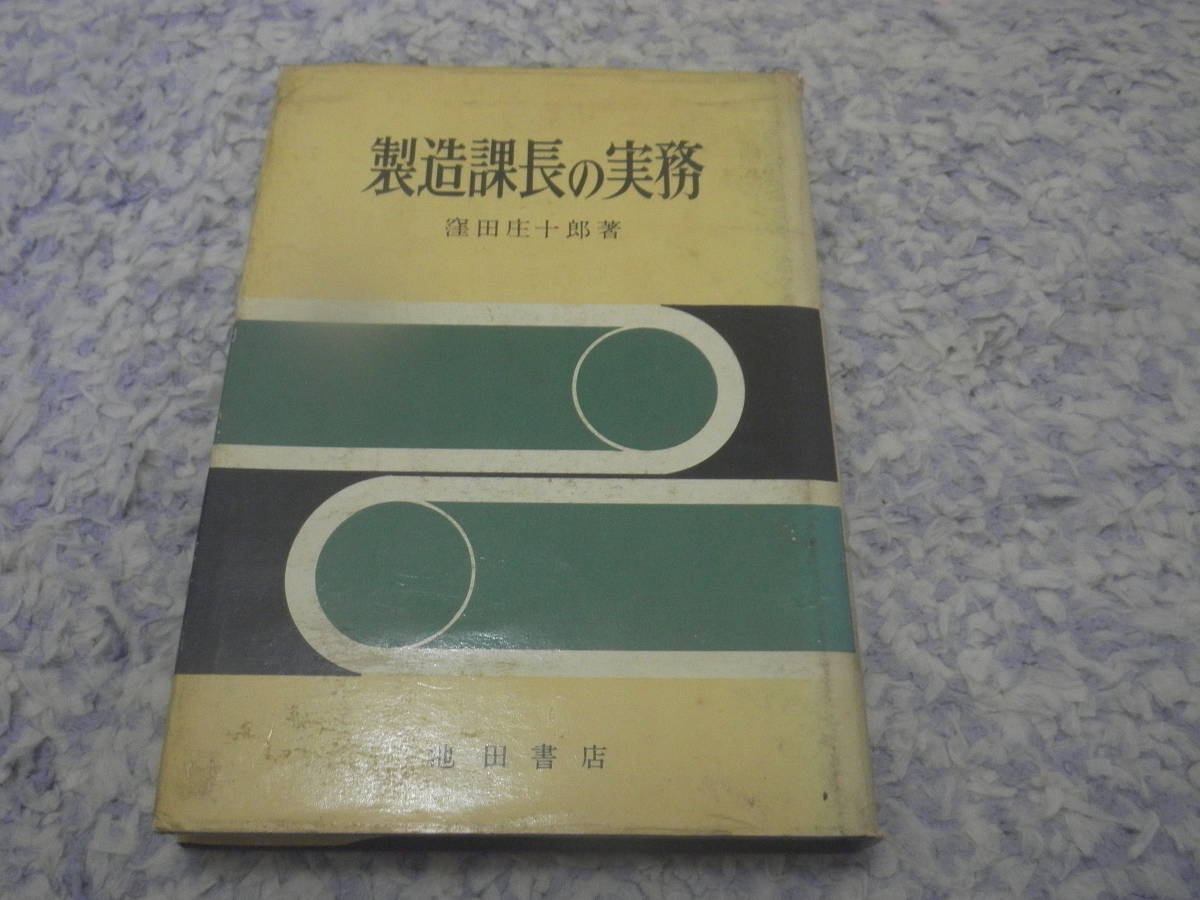 製造課長の実務
窪田庄十郎著
池田書店